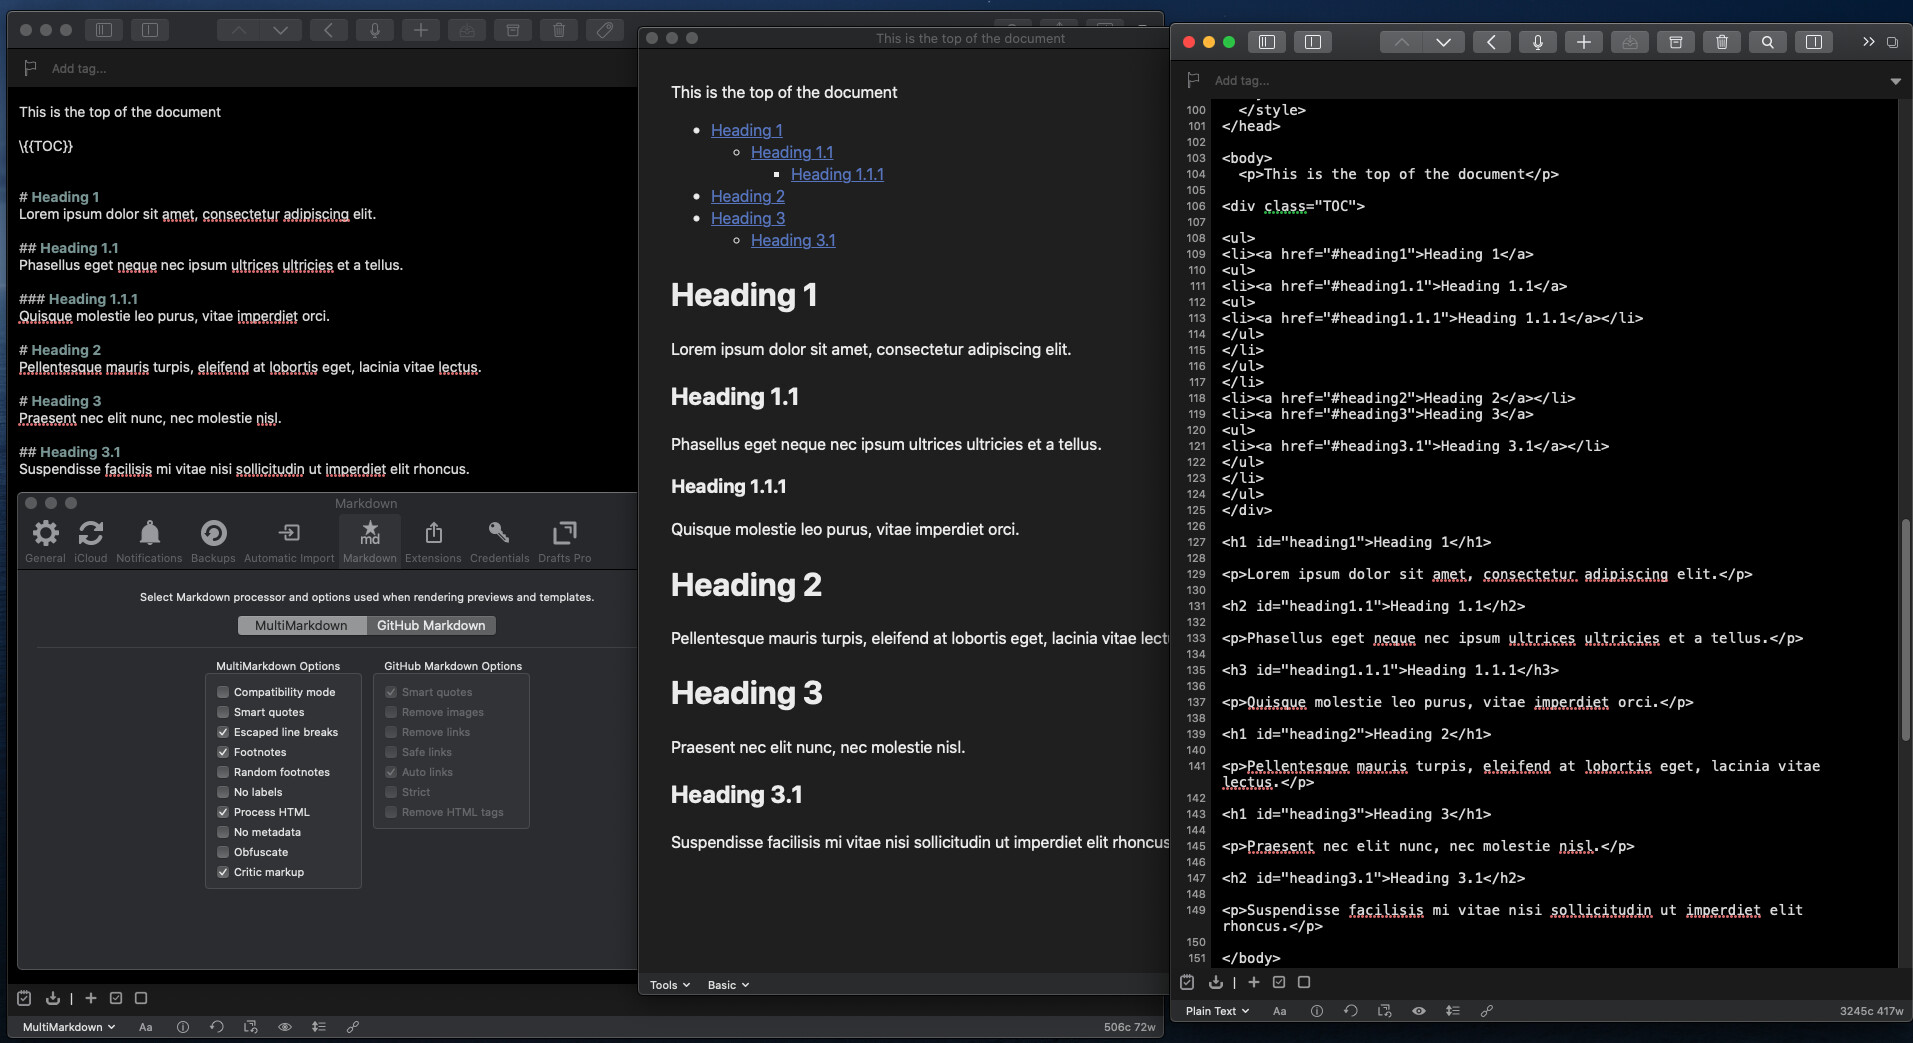 Add tag...
This is the top of the document
\{{TOC}}
# Heading 1
Lorem ipsum dolor sit amet, consectetur adipiscing elit.
## Heading 1.1
Phasellus eget neque nec ipsum ultrices ultricies et a tellus.
### Heading 1.1.1
Quisque molestie leo purus, vitae imperdiet orci.
# Heading 2
Pellentesque mauris turpis, eleifend at lobortis eget, lacinia vitae lectus.
# Heading 3
Praesent nec elit nunc, nec molestie nisl.
## Heading 3.1
Suspendisse facilisis mi vitae nisi sollicitudin ut imperdiet elit rhoncus.
Markdown
md
General iCloud Notifications Backups Automatic Import Markdown Extensions Credentials Drafts Pro
Select Markdown processor and options used when rendering previews and templates.
MultiMarkdown GitHub Markdown
MultiMarkdown Options
Compatibility mode
Smart quotes
Escaped line breaks
Footnotes
Random footnotes
No labels
Process HTML
No metadata
Obfuscate
Critic markup
GitHub Markdown Options
Smart quotes
Remove images
Remove links
Safe links
Auto links
Strict
Remove HTML tags
MultiMarkdown Aa 506c 72w
This is the top of the document
This is the top of the document
Heading 1
Heading 1.1
Heading 1.1.1
Heading 2
Heading 3
Heading 3.1
Heading 1
Lorem ipsum dolor sit amet, consectetur adipiscing elit.
Heading 1.1
Phasellus eget neque nec ipsum ultrices ultricies et a tellus.
Heading 1.1.1
Quisque molestie leo purus, vitae imperdiet orci.
Heading 2
Pellentesque mauris turpis, eleifend at lobortis eget, lacinia vitae lect
Heading 3
Praesent nec elit nunc, nec molestie nisl.
Heading 3.1
Suspendisse facilisis mi vitae nisi sollicitudin ut imperdiet elit rhoncus
Tools Basic
Add tag...
100 </style>
101 </head>
102
103 <body>
104 <p>This is the top of the document</p>
105
106 <div class="TOC">
107
108 <ul>
109 <li><a href="#heading1">Heading 1</a>
110 <ul>
111 <li><a href="#heading1.1">Heading 1.1</a>
112 <ul>
113 <li><a href="#heading1.1.1">Heading 1.1.1</a></li>
114 </ul>
115 </li>
116 </ul>
117 </li>
118 <li><a href="#heading2">Heading 2</a></li>
119 <li><a href="#heading3">Heading 3</a>
120 <ul>
121 <li><a href="#heading3.1">Heading 3.1</a></li>
122 </ul>
123 </li>
124 </ul>
125 </div>
126
127 <h1 id="heading1">Heading 1</h1>
128
129 <p>Lorem ipsum dolor sit amet, consectetur adipiscing elit.</p>
130
131 <h2 id="heading1.1">Heading 1.1</h2>
132
133 <p>Phasellus eget neque nec ipsum ultrices ultricies et a tellus.</p>
134
135 <h3 id="heading1.1.1">Heading 1.1.1</h3>
136
137 <p>Quisque molestie leo purus, vitae imperdiet orci.</p>
138
139 <h1 id="heading2">Heading 2</h1>
140
141 <p>Pellentesque mauris turpis, eleifend at lobortis eget, lacinia vitae
lectus.</p>
142
143 <h1 id="heading3">Heading 3</h1>
144
145 <p>Praesent nec elit nunc, nec molestie nisl.</p>
146
147 <h2 id="heading3.1">Heading 3.1</h2>
148
149 <p>Suspendisse facilisis mi vitae nisi sollicitudin ut imperdiet elit
rhoncus.</p>
150
151 </body>
Plain Text Aa 3245c 417w